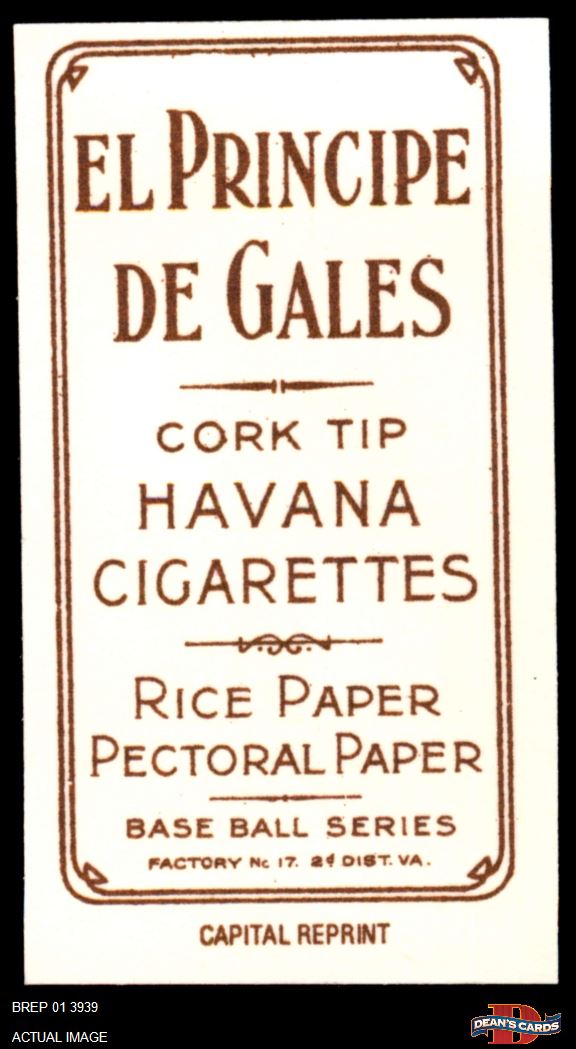 EL PRINCIPE
DE GALES
CORK TIP
HAVANA
CIGARETTES
RICE PAPER
PECTORAL PAPER
BASE BALL SERIES
FACTORY No 17. 2d DIST. VA.
CAPITAL REPRINT
BREP 01 3939
ACTUAL IMAGE
D
DEAN'S CARDS